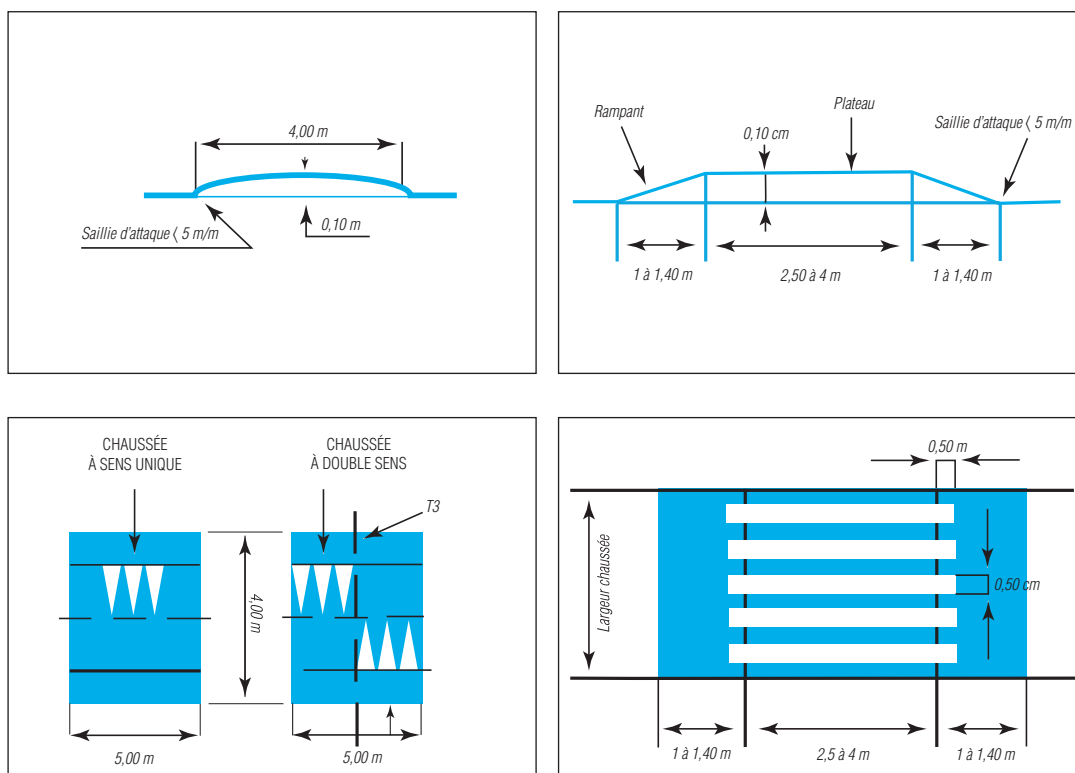 4,00 m
Saillie d'attaque < 5 m/m
0,10 m
Rampant
Plateau
0,10 cm
Saillie d'attaque < 5 m/m
1 à 1,40 m
2,50 à 4 m
1 à 1,40 m
CHAUSSÉE
À SENS UNIQUE
CHAUSSÉE
À DOUBLE SENS
T3
4,00 m
5,00 m
5,00 m
0,50 m
Largeur chaussée
0,50 cm
1 à 1,40 m
2,5 à 4 m
1 à 1,40 m